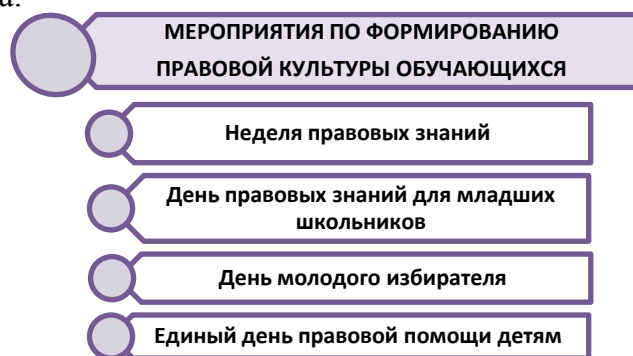 МЕРОПРИЯТИЯ ПО ФОРМИРОВАНИЮ
ПРАВОВОЙ КУЛЬТУРЫ ОБУЧАЮЩИХСЯ
Неделя правовых знаний
День правовых знаний для младших
школьников
День молодого избирателя
Единый день правовой помощи детям